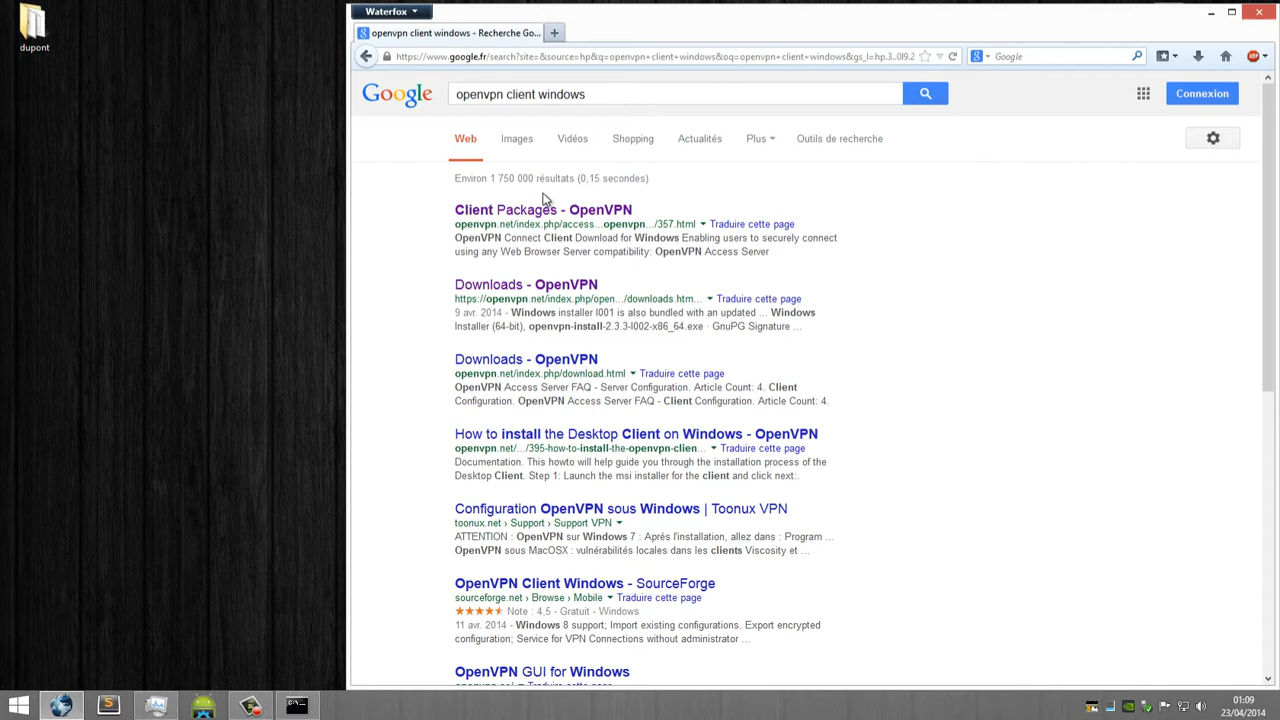 dupont
Waterfox
openvpn client windows - Recherche Go...
https://www.google.fr/search?site=&source=hp&q=openvpn+client+windows&oq=openvpn+client+windows&gs_l=hp.3..0l9.2
Google
Google
openvpn client windows
Connexion
Web Images Vidéos Shopping Actualités Plus Outils de recherche
Environ 1 750 000 résultats (0,15 secondes)
Client Packages - OpenVPN
openvpn.net/index.php/access...openvpn.../357.html Traduire cette page
OpenVPN Connect Client Download for Windows Enabling users to securely connect
using any Web Browser Server compatibility: OpenVPN Access Server
Downloads - OpenVPN
https://openvpn.net/index.php/open.../downloads.htm... Traduire cette page
9 avr. 2014 - Windows installer I001 is also bundled with an updated ... Windows
Installer (64-bit), openvpn-install-2.3.3-I002-x86_64.exe · GnuPG Signature ...
Downloads - OpenVPN
openvpn.net/index.php/download.html Traduire cette page
OpenVPN Access Server FAQ - Server Configuration. Article Count: 4. Client
Configuration. OpenVPN Access Server FAQ - Client Configuration. Article Count: 4.
How to install the Desktop Client on Windows - OpenVPN
openvpn.net/.../395-how-to-install-the-openvpn-clien... Traduire cette page
Documentation. This howto will help guide you through the installation process of the
Desktop Client. Step 1: Launch the msi installer for the client and click next:.
Configuration OpenVPN sous Windows | Toonux VPN
toonux.net › Support › Support VPN
ATTENTION : OpenVPN sur Windows 7 : Après l'installation, allez dans : Program ...
OpenVPN sous MacOSX : vulnérabilités locales dans les clients Viscosity et ...
OpenVPN Client Windows - SourceForge
sourceforge.net › Browse › Mobile Traduire cette page
Note : 4,5 - Gratuit - Windows
11 avr. 2014 - Windows 8 support; Import existing configurations. Export encrypted
configuration; Service for VPN Connections without administrator ...
OpenVPN GUI for Windows
01:09
23/04/2014